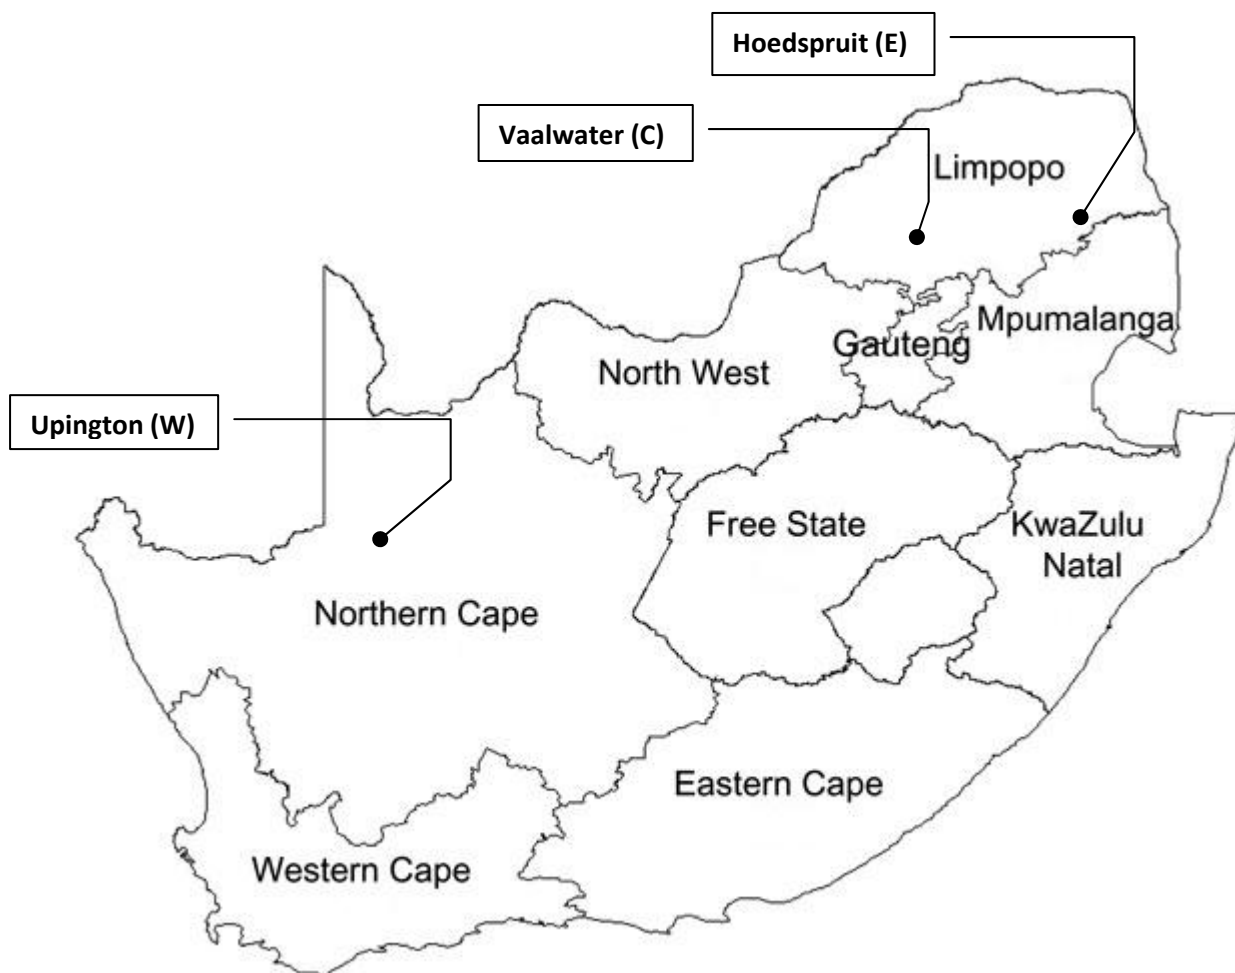 Hoedspruit (E)
Vaalwater (C)
Limpopo
Mpumalanga
Gauteng
North West
Upington (W)
Free State
KwaZulu
Natal
Northern Cape
Eastern Cape
Western Cape